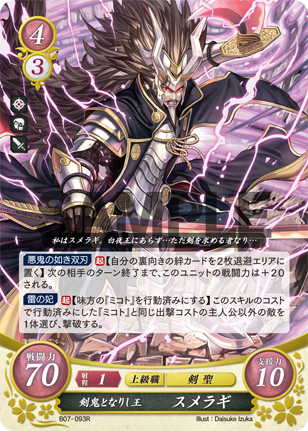 4
3
私はスメラギ。白夜王にあらず…ただ剣を求める者なり…
悪鬼の如き双刃 起【自分の裏向きの絆カードを2枚退避エリアに
置く】次の相手のターン終了まで、このユニットの戦闘力は+20
される。
雷の妃 起【味方の『ミコト』を行動済みにする】このスキルのコスト
で行動済みにした『ミコト』と同じ出撃コストの主人公以外の敵を
1体選び、撃破する。
戦闘力
70
射程 1 上級職 剣聖
支援力
10
剣鬼となりし王 スメラギ
B07-093R
Illust : Daisuke Izuka